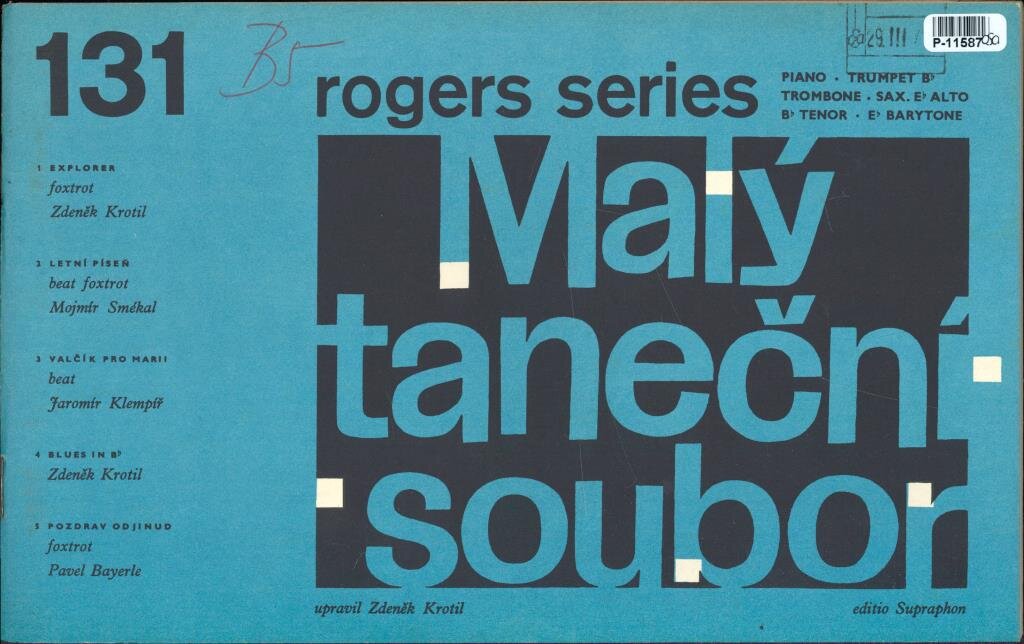 131
B5
29 III
P-11587
rogers series
PIANO · TRUMPET B♭
TROMBONE · SAX. E♭ ALTO
B♭ TENOR · E♭ BARYTONE
1 EXPLORER
foxtrot
Zdeněk Krotil
2 LETNÍ PÍSEŇ
beat foxtrot
Mojmír Smékal
3 VALČÍK PRO MARII
beat
Jaromír Klempíř
4 BLUES IN B♭
Zdeněk Krotil
5 POZDRAV ODJINUD
foxtrot
Pavel Bayerle
Malý
taneční
soubor
upravil Zdeněk Krotil
editio Supraphon